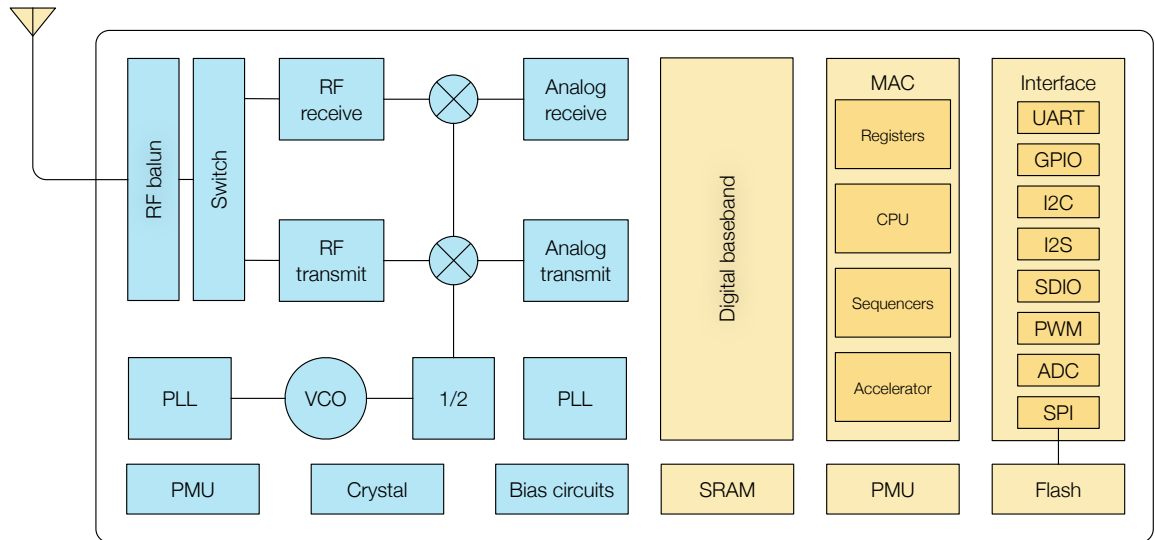 RF balun
Switch
RF
receive
Analog
receive
RF
transmit
Analog
transmit
PLL
VCO
1/2
PLL
PMU
Crystal
Bias circuits
Digital baseband
SRAM
MAC
Registers
CPU
Sequencers
Accelerator
PMU
Interface
UART
GPIO
I2C
I2S
SDIO
PWM
ADC
SPI
Flash